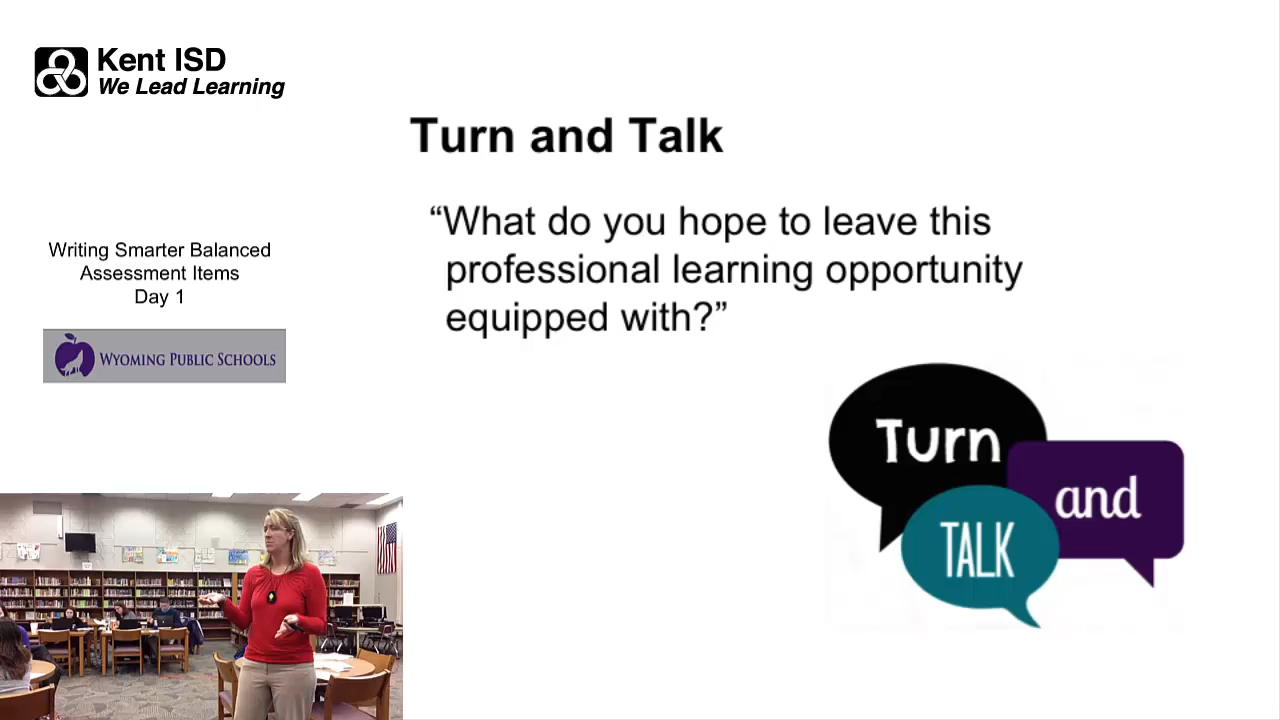 Kent ISD
We Lead Learning
Turn and Talk
“What do you hope to leave this
professional learning opportunity
equipped with?”
Writing Smarter Balanced
Assessment Items
Day 1
WYOMING PUBLIC SCHOOLS
Turn
and
TALK